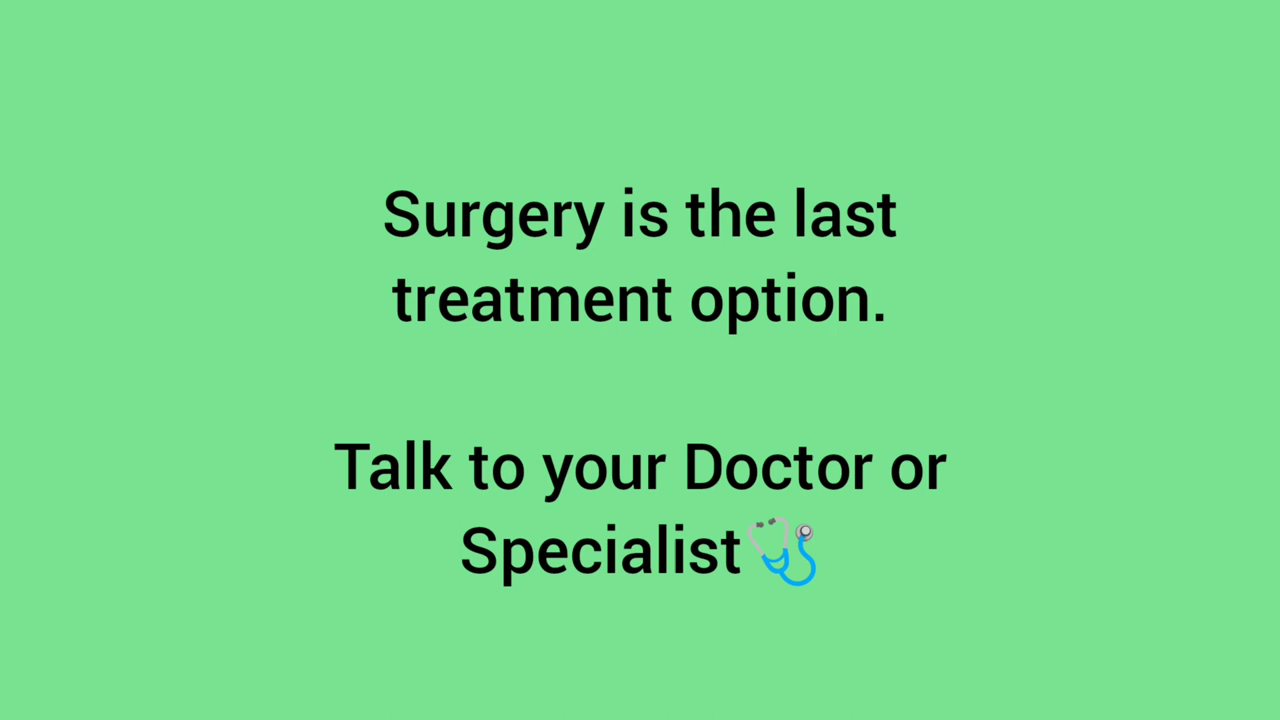 Surgery is the last
treatment option.
Talk to your Doctor or
Specialist🩺